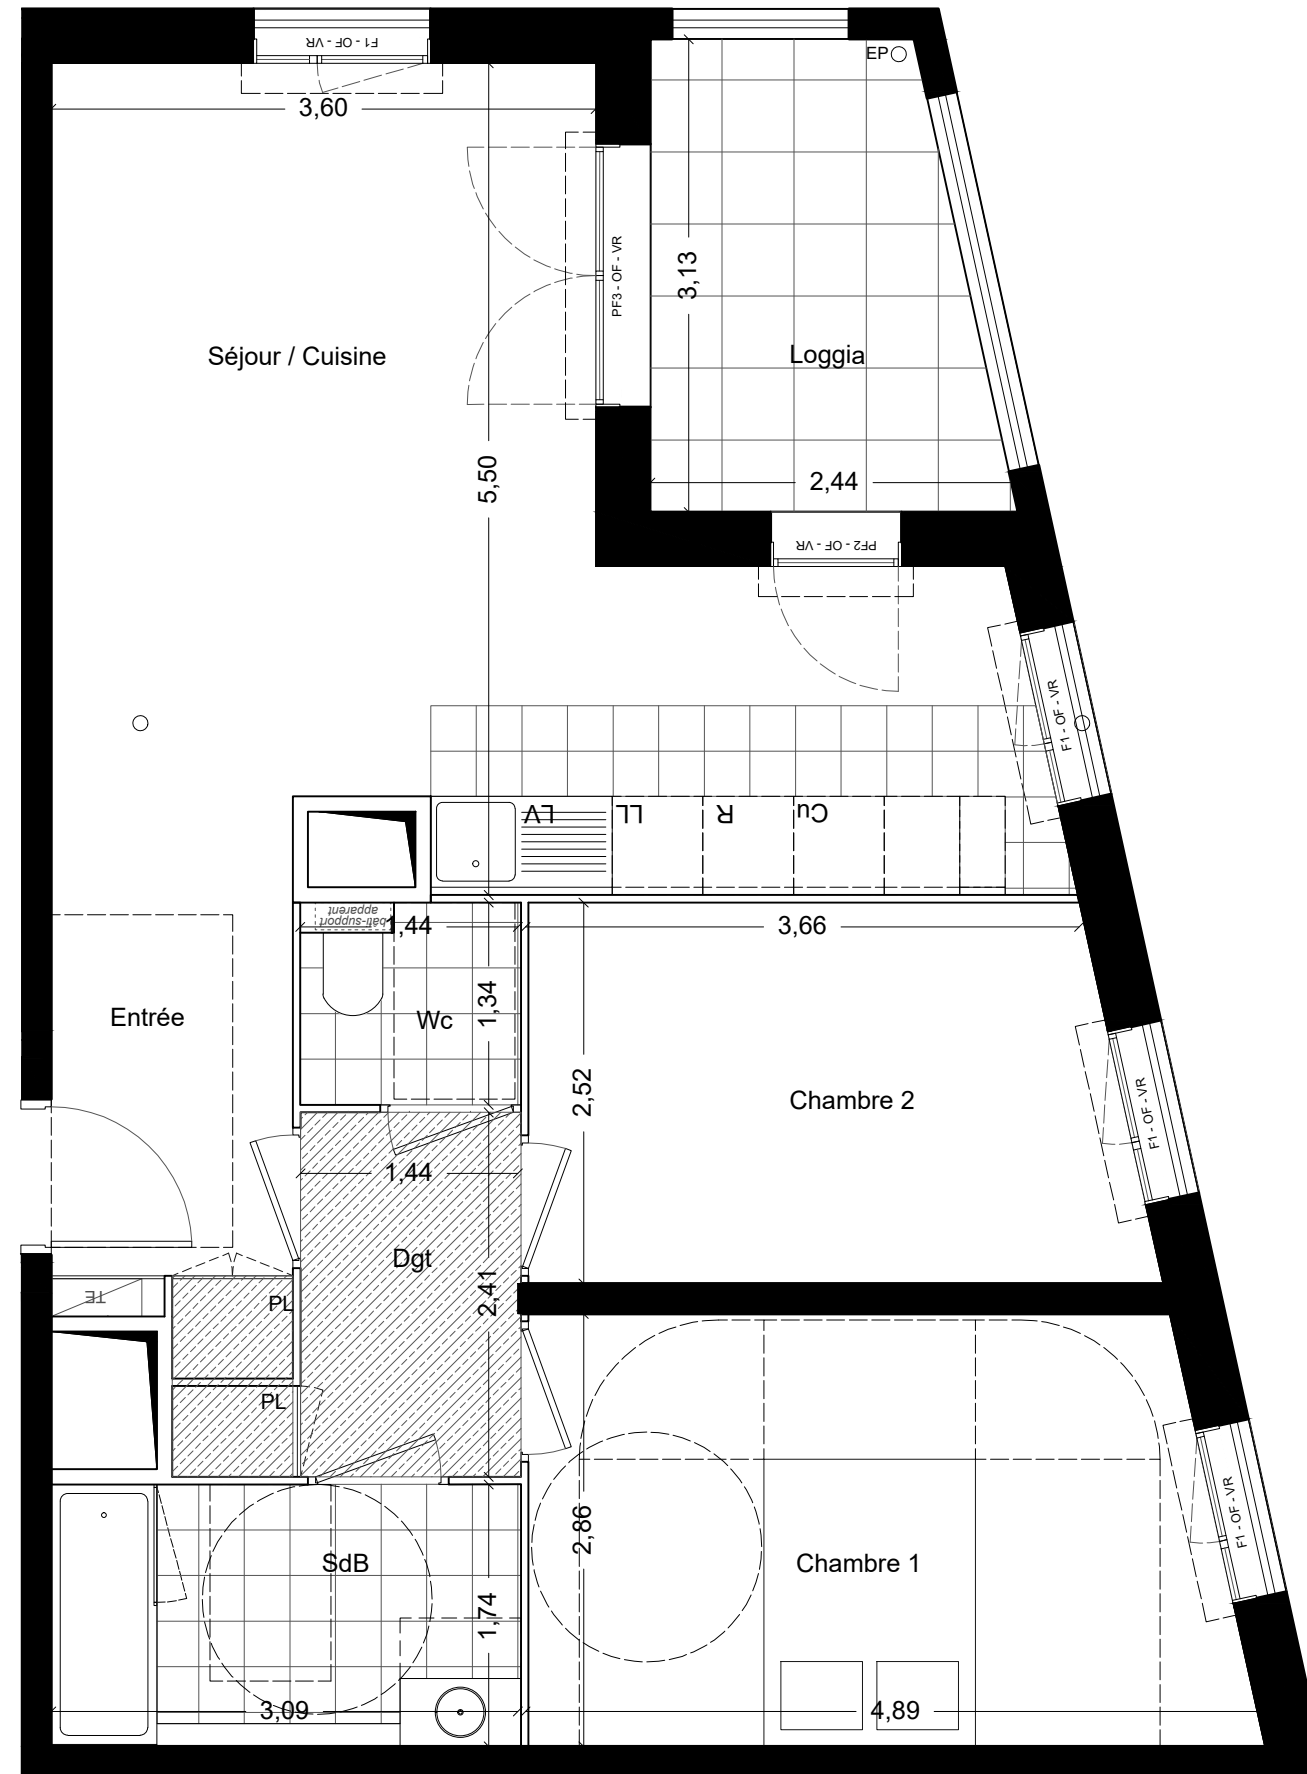 F1 - OF - VR
EP
3,60
PF3 - OF - VR
3,13
Séjour / Cuisine
Loggia
5,50
2,44
PF2 - OF - VR
F1 - OF - VR
LV
LL
R
Cu
bâti-support
apparent
1,44
3,66
1,34
Entrée
Wc
2,52
Chambre 2
F1 - OF - VR
1,44
Dgt
2,41
TE
PL
PL
2,86
F1 - OF - VR
SdB
Chambre 1
1,74
3,09
4,89